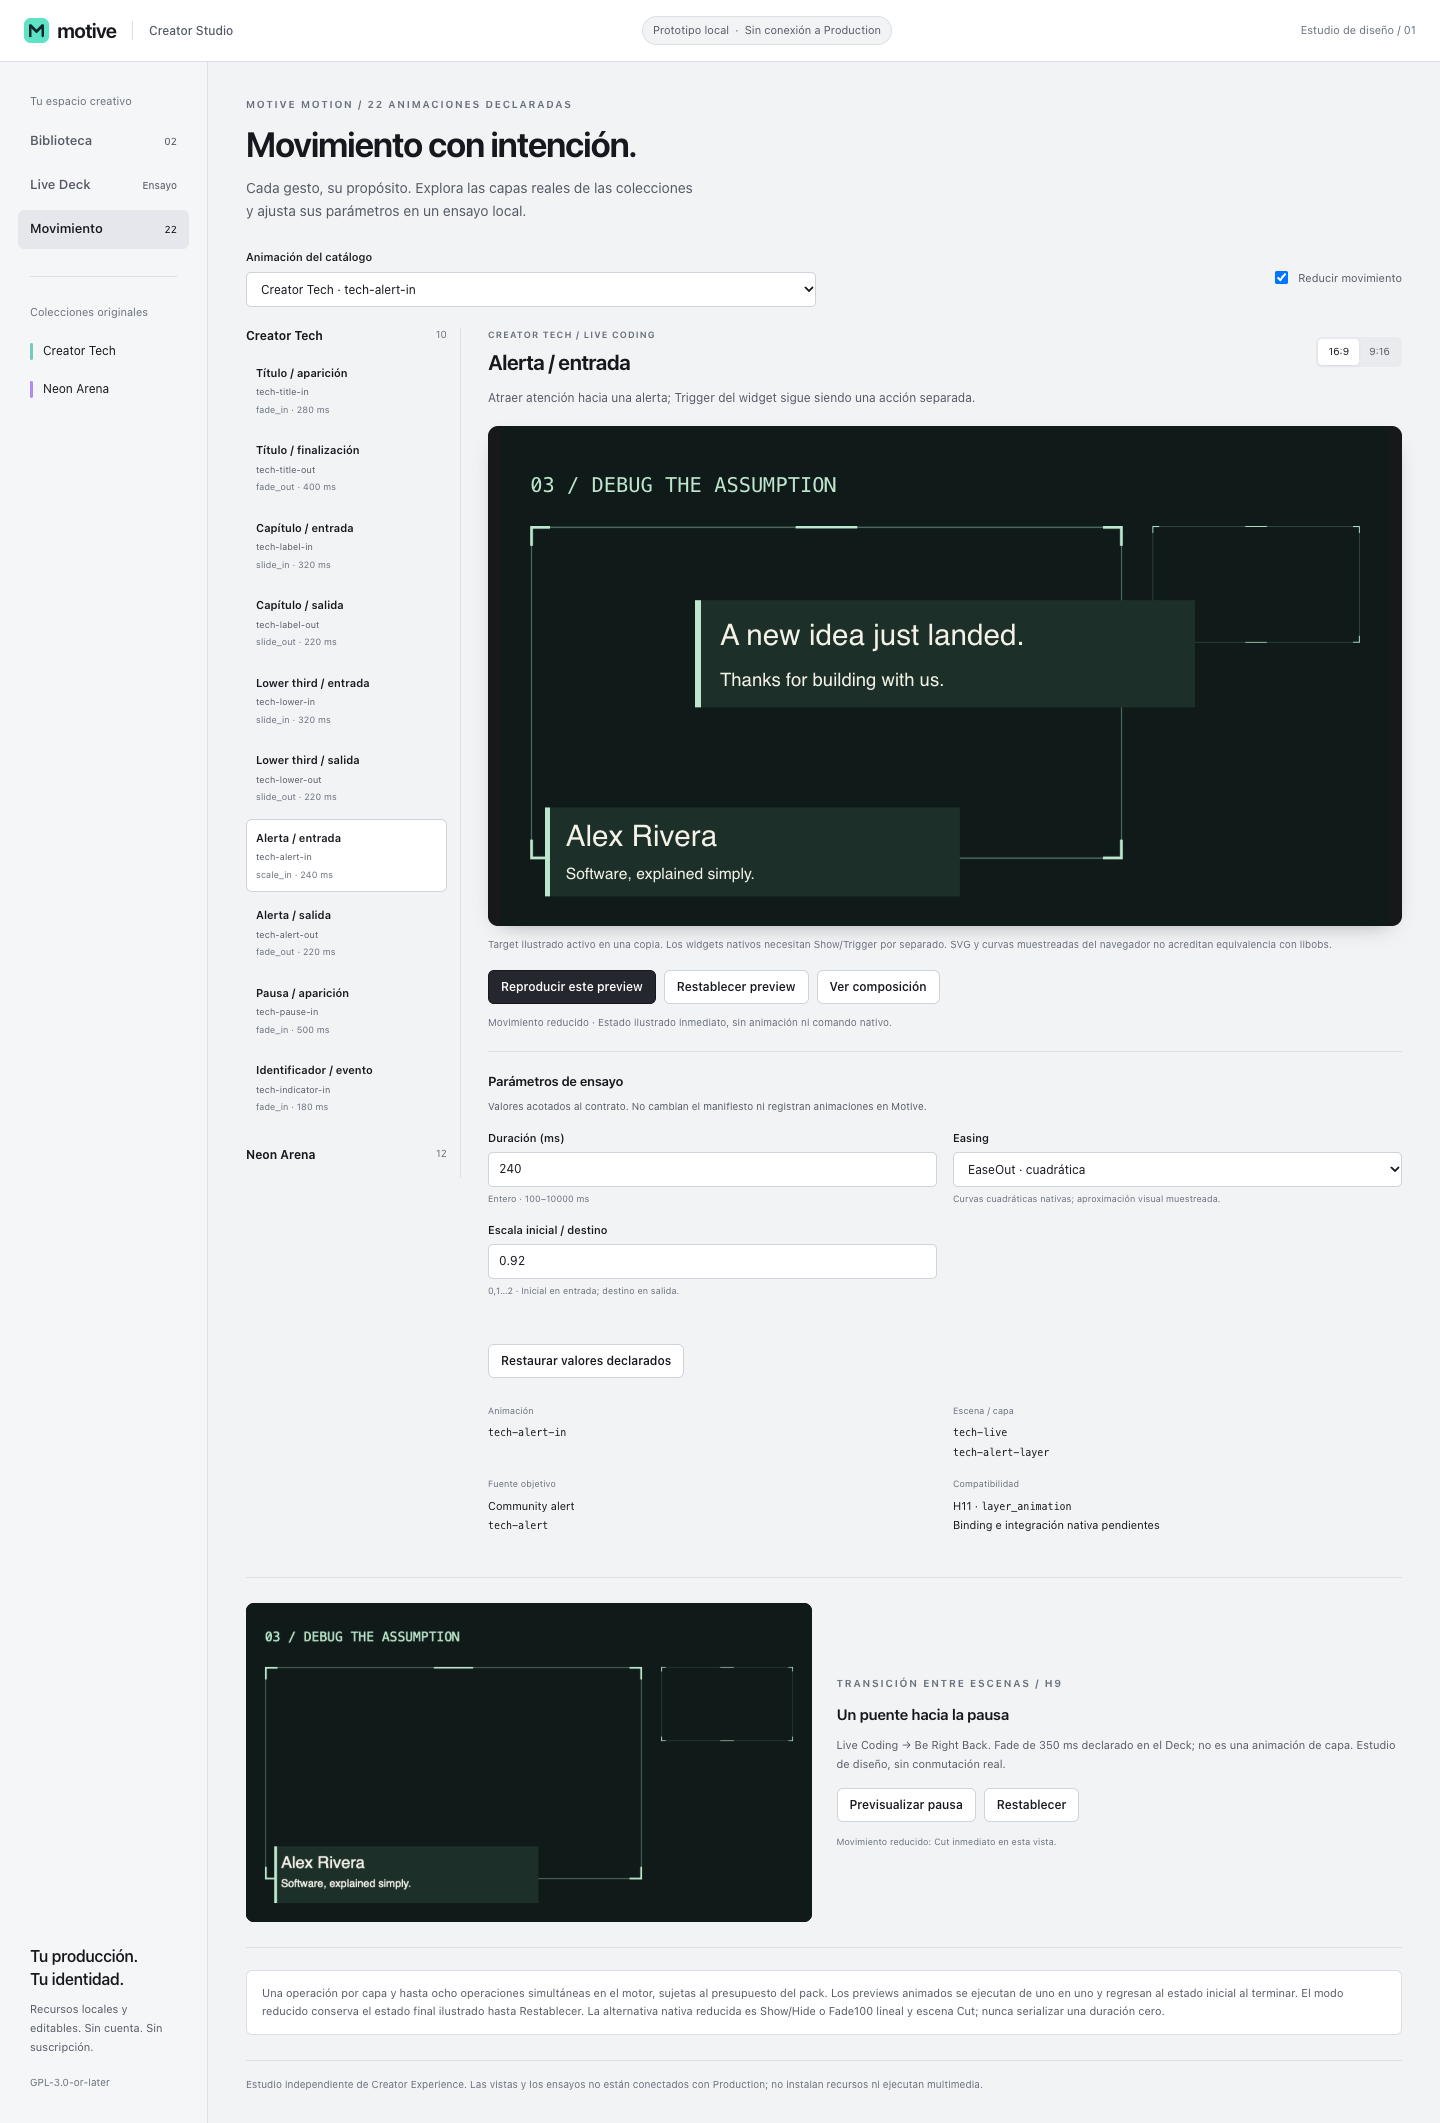 motive
Creator Studio
Prototipo local · Sin conexión a Production
Estudio de diseño / 01
Tu espacio creativo
Biblioteca 02
Live Deck Ensayo
Movimiento 22
Colecciones originales
Creator Tech
Neon Arena
MOTIVE MOTION / 22 ANIMACIONES DECLARADAS
Movimiento con intención.
Cada gesto, su propósito. Explora las capas reales de las colecciones
y ajusta sus parámetros en un ensayo local.
Animación del catálogo
Creator Tech · tech-alert-in
Reducir movimiento
Creator Tech 10
Título / aparición
tech-title-in
fade_in · 280 ms
Título / finalización
tech-title-out
fade_out · 400 ms
Capítulo / entrada
tech-label-in
slide_in · 320 ms
Capítulo / salida
tech-label-out
slide_out · 220 ms
Lower third / entrada
tech-lower-in
slide_in · 320 ms
Lower third / salida
tech-lower-out
slide_out · 220 ms
Alerta / entrada
tech-alert-in
scale_in · 240 ms
Alerta / salida
tech-alert-out
fade_out · 220 ms
Pausa / aparición
tech-pause-in
fade_in · 500 ms
Identificador / evento
tech-indicator-in
fade_in · 180 ms
Neon Arena 12
CREATOR TECH / LIVE CODING
Alerta / entrada
16:9 9:16
Atraer atención hacia una alerta; Trigger del widget sigue siendo una acción separada.
03 / DEBUG THE ASSUMPTION
A new idea just landed.
Thanks for building with us.
Alex Rivera
Software, explained simply.
Target ilustrado activo en una copia. Los widgets nativos necesitan Show/Trigger por separado. SVG y curvas muestreadas del navegador no acreditan equivalencia con libobs.
Reproducir este preview
Restablecer preview
Ver composición
Movimiento reducido · Estado ilustrado inmediato, sin animación ni comando nativo.
Parámetros de ensayo
Valores acotados al contrato. No cambian el manifiesto ni registran animaciones en Motive.
Duración (ms)
240
Entero · 100–10000 ms
Easing
EaseOut · cuadrática
Curvas cuadráticas nativas; aproximación visual muestreada.
Escala inicial / destino
0.92
0,1…2 · Inicial en entrada; destino en salida.
Restaurar valores declarados
Animación
tech-alert-in
Escena / capa
tech-live
tech-alert-layer
Fuente objetivo
Community alert
tech-alert
Compatibilidad
H11 · layer_animation
Binding e integración nativa pendientes
03 / DEBUG THE ASSUMPTION
Alex Rivera
Software, explained simply.
TRANSICIÓN ENTRE ESCENAS / H9
Un puente hacia la pausa
Live Coding → Be Right Back. Fade de 350 ms declarado en el Deck; no es una animación de capa. Estudio
de diseño, sin conmutación real.
Previsualizar pausa
Restablecer
Movimiento reducido: Cut inmediato en esta vista.
Una operación por capa y hasta ocho operaciones simultáneas en el motor, sujetas al presupuesto del pack. Los previews animados se ejecutan de uno en uno y regresan al estado inicial al terminar. El modo
reducido conserva el estado final ilustrado hasta Restablecer. La alternativa nativa reducida es Show/Hide o Fade100 lineal y escena Cut; nunca serializar una duración cero.
Tu producción.
Tu identidad.
Recursos locales y
editables. Sin cuenta. Sin
suscripción.
GPL-3.0-or-later
Estudio independiente de Creator Experience. Las vistas y los ensayos no están conectados con Production; no instalan recursos ni ejecutan multimedia.